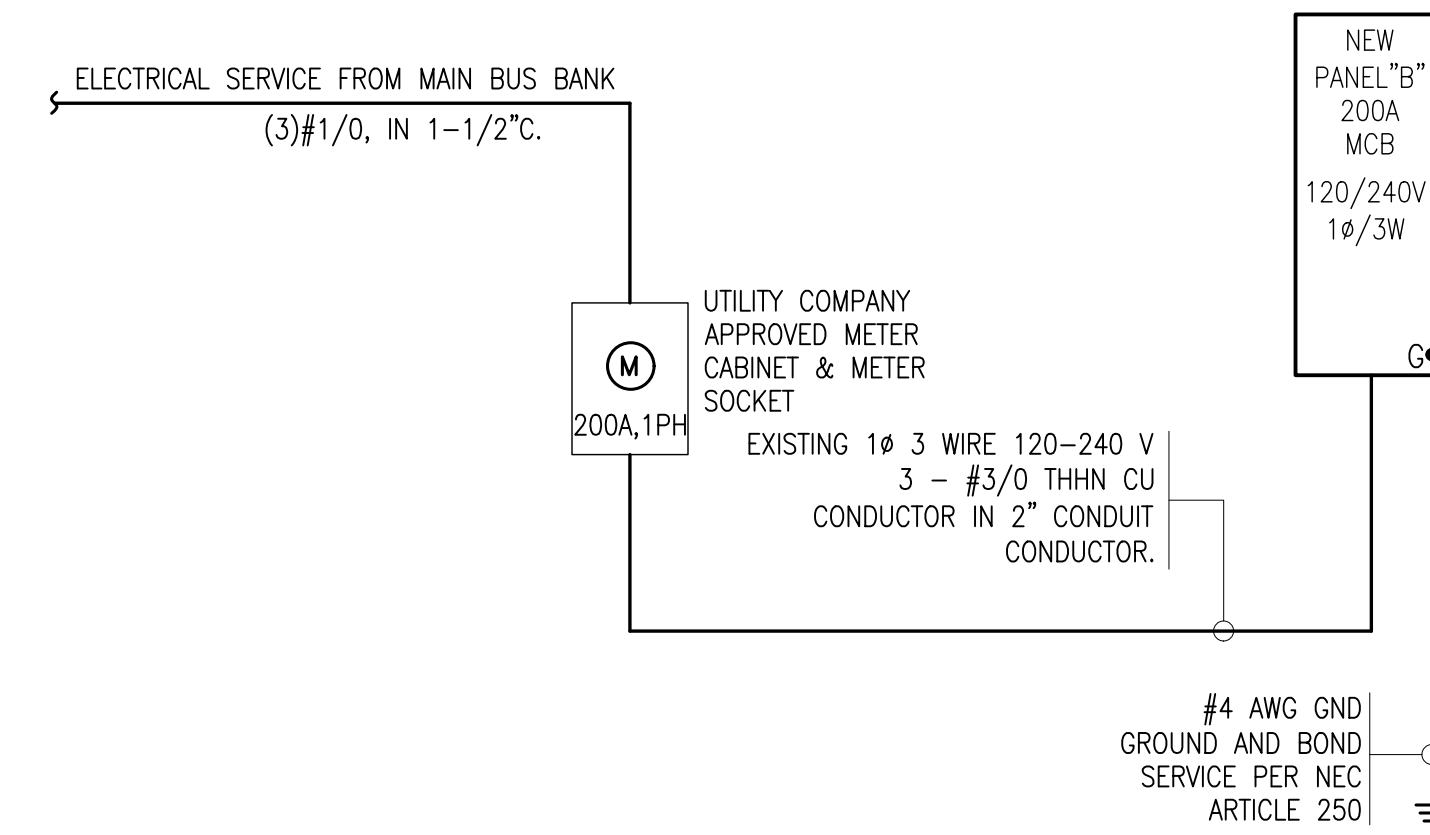 ELECTRICAL SERVICE FROM MAIN BUS BANK
(3)#1/0, IN 1-1/2"C.
NEW
PANEL"B"
200A
MCB
120/240V
1ø/3W
G
M
200A,1PH
UTILITY COMPANY
APPROVED METER
CABINET & METER
SOCKET
EXISTING 1ø 3 WIRE 120-240 V
3 - #3/0 THHN CU
CONDUCTOR IN 2" CONDUIT
CONDUCTOR.
#4 AWG GND
GROUND AND BOND
SERVICE PER NEC
ARTICLE 250